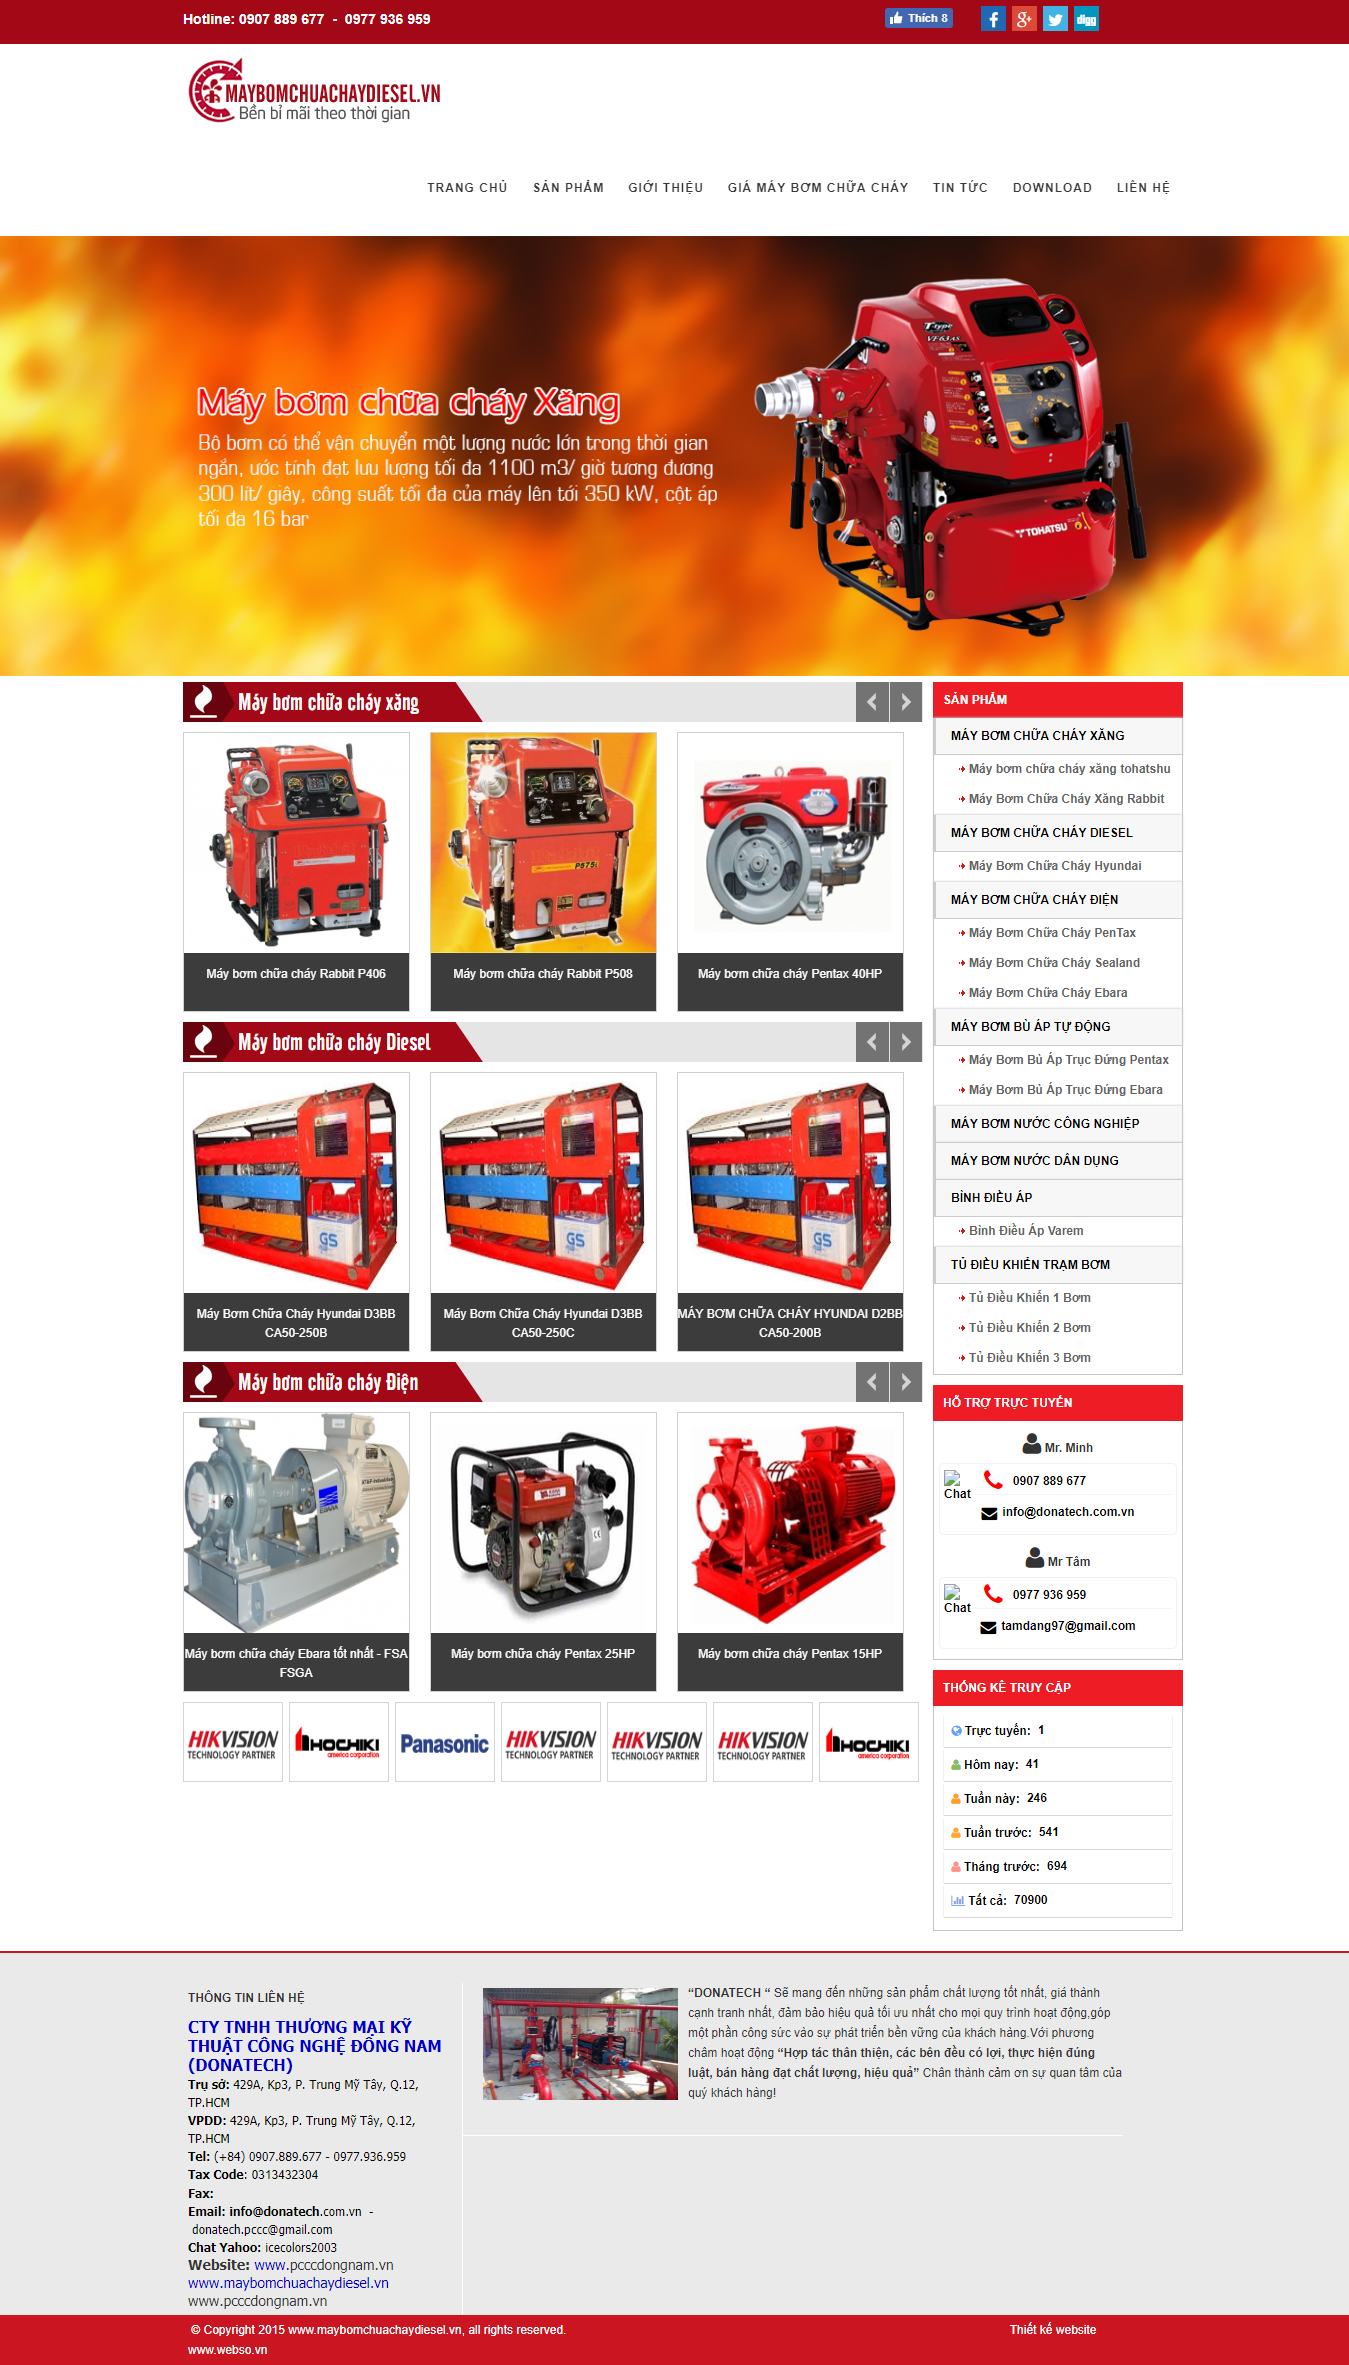 Hotline: 0907 889 677 - 0977 936 959
Thích 8
digg
MAYBOMCHUACHAYDIESEL.VN
Bền bỉ mãi theo thời gian
TRANG CHỦ SẢN PHẨM GIỚI THIỆU GIÁ MÁY BƠM CHỮA CHÁY TIN TỨC DOWNLOAD LIÊN HỆ
Máy bơm chữa cháy Xăng
Bộ bơm có thể vận chuyển một lượng nước lớn trong thời gian
ngắn, ước tính đạt lưu lượng tối đa 1100 m3/ giờ tương đương
300 lít/ giây, công suất tối đa của máy lên tới 350 kW, cột áp
tối đa 16 bar
T-type
VF63AS
TOHATSU
Máy bơm chữa cháy xăng
P575
Máy bơm chữa cháy Rabbit P406
Máy bơm chữa cháy Rabbit P508
Máy bơm chữa cháy Pentax 40HP
Máy bơm chữa cháy Diesel
GS
GS
GS
Máy Bơm Chữa Cháy Hyundai D3BB
CA50-250B
Máy Bơm Chữa Cháy Hyundai D3BB
CA50-250C
MÁY BƠM CHỮA CHÁY HYUNDAI D2BB
CA50-200B
Máy bơm chữa cháy Điện
EBARA
Máy bơm chữa cháy Ebara tốt nhất - FSA
FSGA
Máy bơm chữa cháy Pentax 25HP
Máy bơm chữa cháy Pentax 15HP
HIKVISION
TECHNOLOGY PARTNER
HOCHIKI
america corporation
Panasonic
HIKVISION
TECHNOLOGY PARTNER
HIKVISION
TECHNOLOGY PARTNER
HIKVISION
TECHNOLOGY PARTNER
HOCHIKI
america corporation
SẢN PHẨM
MÁY BƠM CHỮA CHÁY XĂNG
Máy bơm chữa cháy xăng tohatshu
Máy Bơm Chữa Cháy Xăng Rabbit
MÁY BƠM CHỮA CHÁY DIESEL
Máy Bơm Chữa Cháy Hyundai
MÁY BƠM CHỮA CHÁY ĐIỆN
Máy Bơm Chữa Cháy PenTax
Máy Bơm Chữa Cháy Sealand
Máy Bơm Chữa Cháy Ebara
MÁY BƠM BÙ ÁP TỰ ĐỘNG
Máy Bơm Bù Áp Trục Đứng Pentax
Máy Bơm Bù Áp Trục Đứng Ebara
MÁY BƠM NƯỚC CÔNG NGHIỆP
MÁY BƠM NƯỚC DÂN DỤNG
BÌNH ĐIỀU ÁP
Bình Điều Áp Varem
TỦ ĐIỀU KHIỂN TRẠM BƠM
Tủ Điều Khiển 1 Bơm
Tủ Điều Khiển 2 Bơm
Tủ Điều Khiển 3 Bơm
HỖ TRỢ TRỰC TUYẾN
Mr. Minh
Chat
0907 889 677
info@donatech.com.vn
Mr Tâm
Chat
0977 936 959
tamdang97@gmail.com
THỐNG KÊ TRUY CẬP
Trực tuyến: 1
Hôm nay: 41
Tuần này: 246
Tuần trước: 541
Tháng trước: 694
Tất cả: 70900
THÔNG TIN LIÊN HỆ
CTY TNHH THƯƠNG MẠI KỸ
THUẬT CÔNG NGHỆ ĐÔNG NAM
(DONATECH)
Trụ sở: 429A, Kp3, P. Trung Mỹ Tây, Q.12,
TP.HCM
VPDD: 429A, Kp3, P. Trung Mỹ Tây, Q.12,
TP.HCM
Tel: (+84) 0907.889.677 - 0977.936.959
Tax Code: 0313432304
Fax:
Email: info@donatech.com.vn -
donatech.pccc@gmail.com
Chat Yahoo: icecolors2003
Website: www.pcccdongnam.vn
www.maybomchuachaydiesel.vn
www.pcccdongnam.vn
“DONATECH “ Sẽ mang đến những sản phẩm chất lượng tốt nhất, giá thành
cạnh tranh nhất, đảm bảo hiệu quả tối ưu nhất cho mọi quy trình hoạt động,góp
một phần công sức vào sự phát triển bền vững của khách hàng.Với phương
châm hoạt động “Hợp tác thân thiện, các bên đều có lợi, thực hiện đúng
luật, bán hàng đạt chất lượng, hiệu quả” Chân thành cảm ơn sự quan tâm của
quý khách hàng!
© Copyright 2015 www.maybomchuachaydiesel.vn, all rights reserved.
Thiết kế website
www.webso.vn